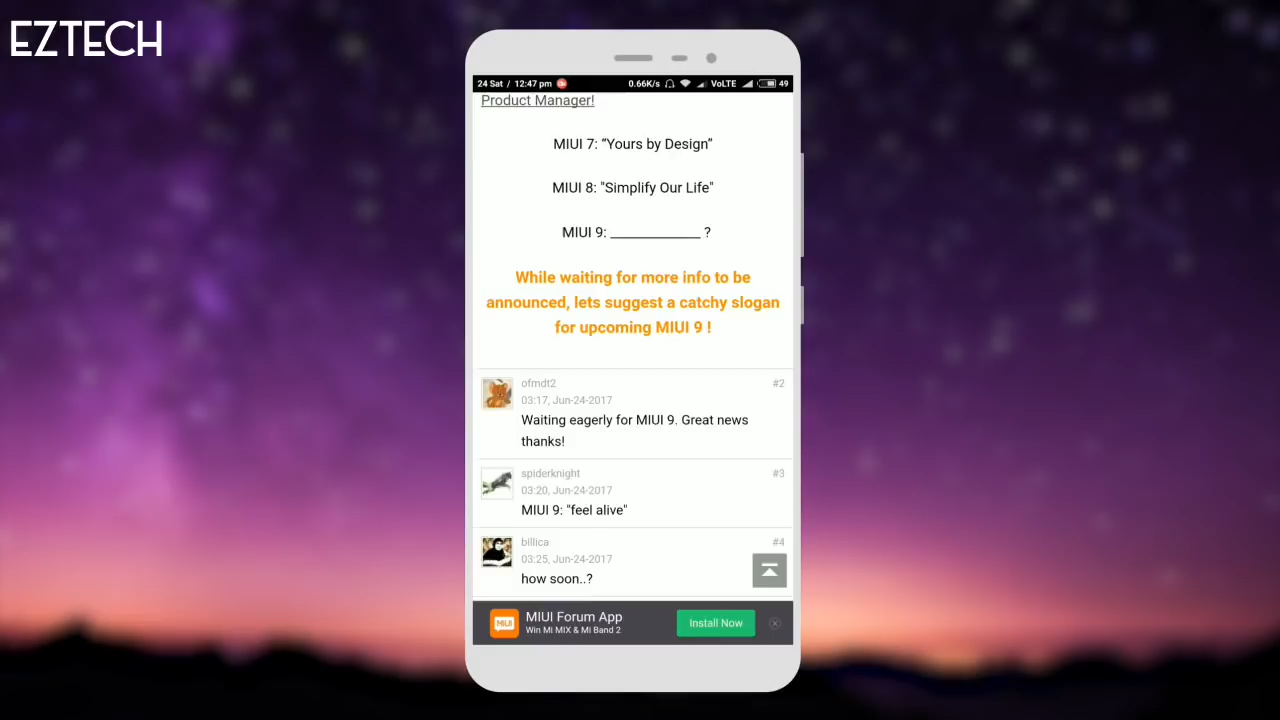 EZTECH
24 Sat / 12:47 pm 0.66K/s VoLTE 49
Product Manager!
MIUI 7: “Yours by Design”
MIUI 8: "Simplify Our Life"
MIUI 9: ____________ ?
While waiting for more info to be
announced, lets suggest a catchy slogan
for upcoming MIUI 9 !
ofmdt2 #2
03:17, Jun-24-2017
Waiting eagerly for MIUI 9. Great news
thanks!
spiderknight #3
03:20, Jun-24-2017
MIUI 9: "feel alive"
billica #4
03:25, Jun-24-2017
how soon..?
MIUI
MIUI Forum App
Win Mi MIX & Mi Band 2
Install Now